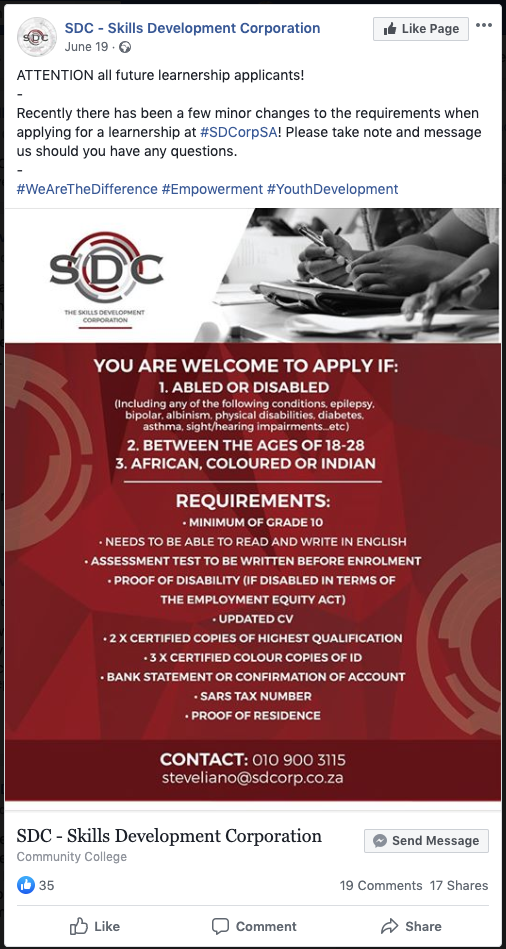 SDC
SDC - Skills Development Corporation
Like Page
June 19 ·
ATTENTION all future learnership applicants!
-
Recently there has been a few minor changes to the requirements when
applying for a learnership at #SDCorpSA! Please take note and message
us should you have any questions.
-
#WeAreTheDifference #Empowerment #YouthDevelopment
SDC
THE SKILLS DEVELOPMENT
CORPORATION
YOU ARE WELCOME TO APPLY IF:
1. ABLED OR DISABLED
(Including any of the following conditions, epilepsy,
bipolar, albinism, physical disabilities, diabetes,
asthma, sight/hearing impairments...etc)
2. BETWEEN THE AGES OF 18-28
3. AFRICAN, COLOURED OR INDIAN
REQUIREMENTS:
• MINIMUM OF GRADE 10
• NEEDS TO BE ABLE TO READ AND WRITE IN ENGLISH
• ASSESSMENT TEST TO BE WRITTEN BEFORE ENROLMENT
• PROOF OF DISABILITY (IF DISABLED IN TERMS OF
THE EMPLOYMENT EQUITY ACT)
• UPDATED CV
• 2 X CERTIFIED COPIES OF HIGHEST QUALIFICATION
• 3 X CERTIFIED COLOUR COPIES OF ID
• BANK STATEMENT OR CONFIRMATION OF ACCOUNT
• SARS TAX NUMBER
• PROOF OF RESIDENCE
CONTACT: 010 900 3115
steveliano@sdcorp.co.za
SDC - Skills Development Corporation
Community College
Send Message
35
19 Comments 17 Shares
Like
Comment
Share